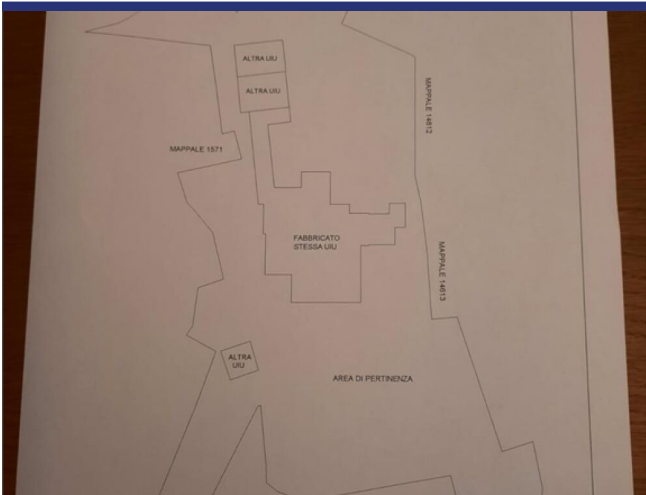 ALTRA UIU
ALTRA UIU
MAPPALE 14612
MAPPALE 1571
FABBRICATO
STESSA UIU
MAPPALE 14613
ALTRA
UIU
AREA DI PERTINENZA